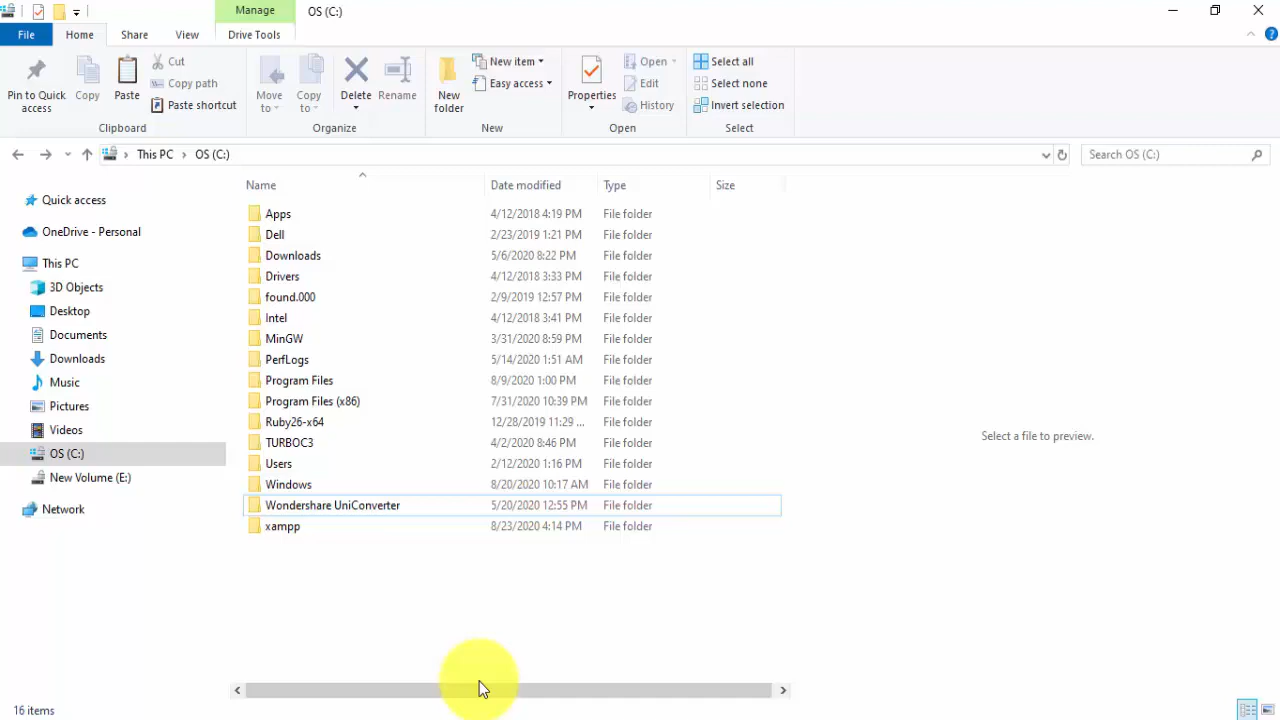 Manage
OS (C:)
File
Home
Share
View
Drive Tools
Pin to Quick access
Copy
Paste
Cut
Copy path
Paste shortcut
Clipboard
Move to
Copy to
Delete
Rename
Organize
New folder
New item
Easy access
New
Properties
Open
Edit
History
Open
Select all
Select none
Invert selection
Select
This PC
OS (C:)
Search OS (C:)
Quick access
OneDrive - Personal
This PC
3D Objects
Desktop
Documents
Downloads
Music
Pictures
Videos
OS (C:)
New Volume (E:)
Network
Name Date modified Type Size
Apps 4/12/2018 4:19 PM File folder
Dell 2/23/2019 1:21 PM File folder
Downloads 5/6/2020 8:22 PM File folder
Drivers 4/12/2018 3:33 PM File folder
found.000 2/9/2019 12:57 PM File folder
Intel 4/12/2018 3:41 PM File folder
MinGW 3/31/2020 8:59 PM File folder
PerfLogs 5/14/2020 1:51 AM File folder
Program Files 8/9/2020 1:00 PM File folder
Program Files (x86) 7/31/2020 10:39 PM File folder
Ruby26-x64 12/28/2019 11:29 ... File folder
TURBOC3 4/2/2020 8:46 PM File folder
Users 2/12/2020 1:16 PM File folder
Windows 8/20/2020 10:17 AM File folder
Wondershare UniConverter 5/20/2020 12:55 PM File folder
xampp 8/23/2020 4:14 PM File folder
Select a file to preview.
16 items